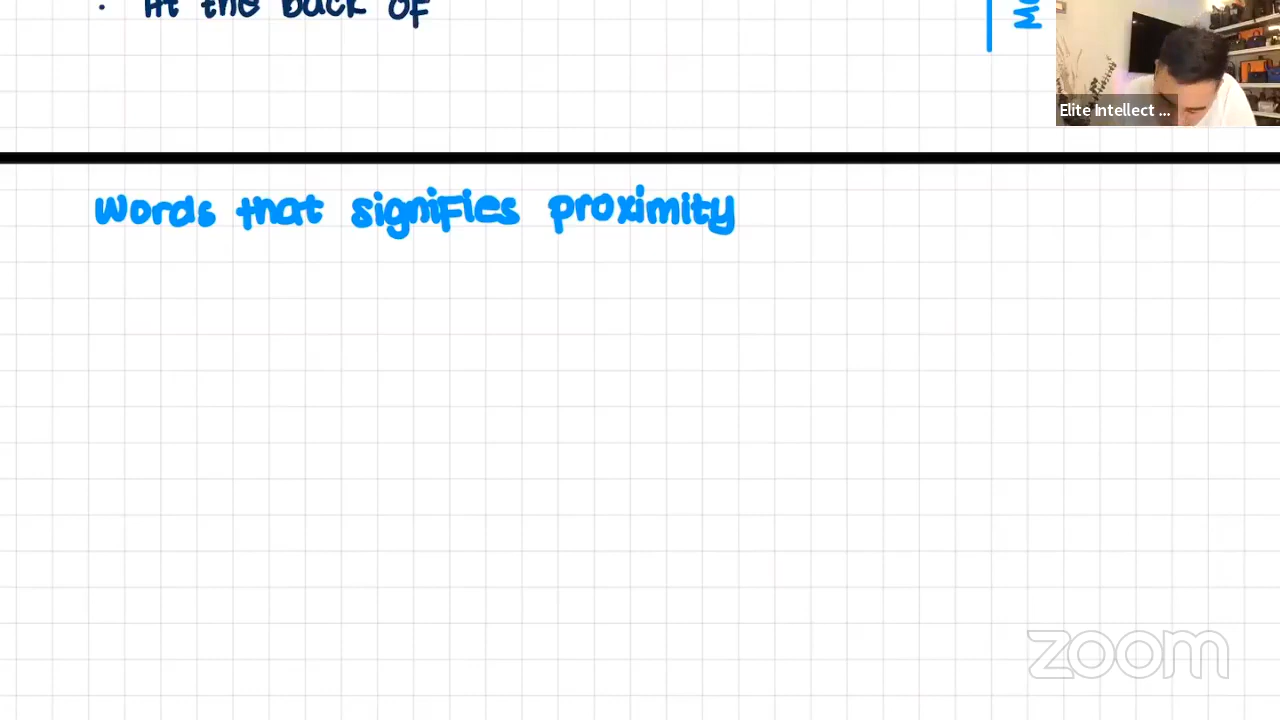 · At the back of
Elite Intellect ...
Words that signifies proximity
zoom